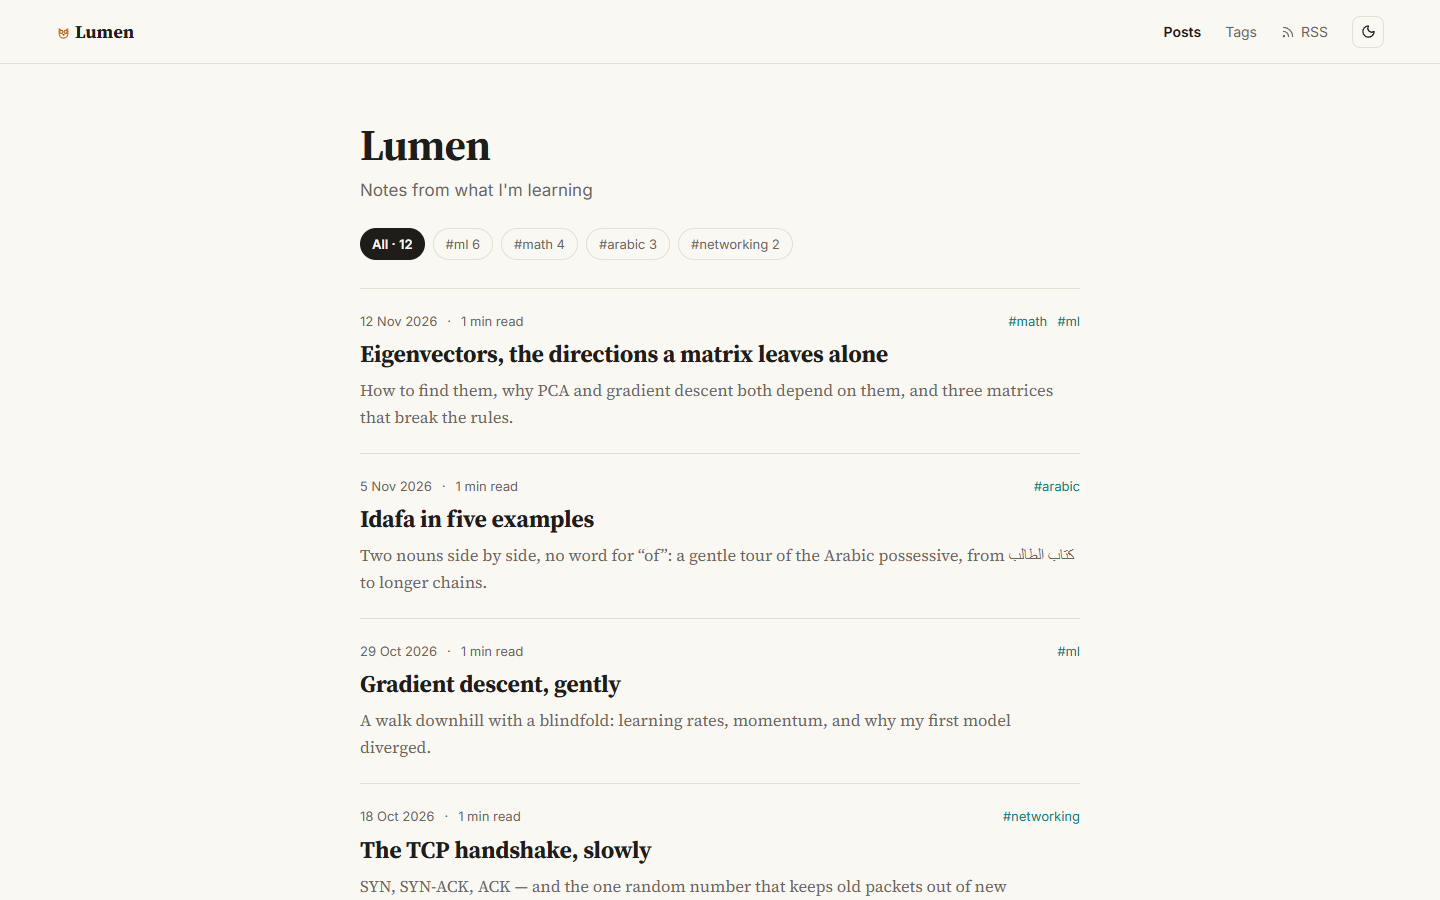 Lumen
Posts Tags RSS
Lumen
Notes from what I'm learning
All · 12 #ml 6 #math 4 #arabic 3 #networking 2
12 Nov 2026 · 1 min read #math #ml
Eigenvectors, the directions a matrix leaves alone
How to find them, why PCA and gradient descent both depend on them, and three matrices
that break the rules.
5 Nov 2026 · 1 min read #arabic
Idafa in five examples
Two nouns side by side, no word for “of”: a gentle tour of the Arabic possessive, from كتاب الطالب
to longer chains.
29 Oct 2026 · 1 min read #ml
Gradient descent, gently
A walk downhill with a blindfold: learning rates, momentum, and why my first model
diverged.
18 Oct 2026 · 1 min read #networking
The TCP handshake, slowly
SYN, SYN-ACK, ACK — and the one random number that keeps old packets out of new